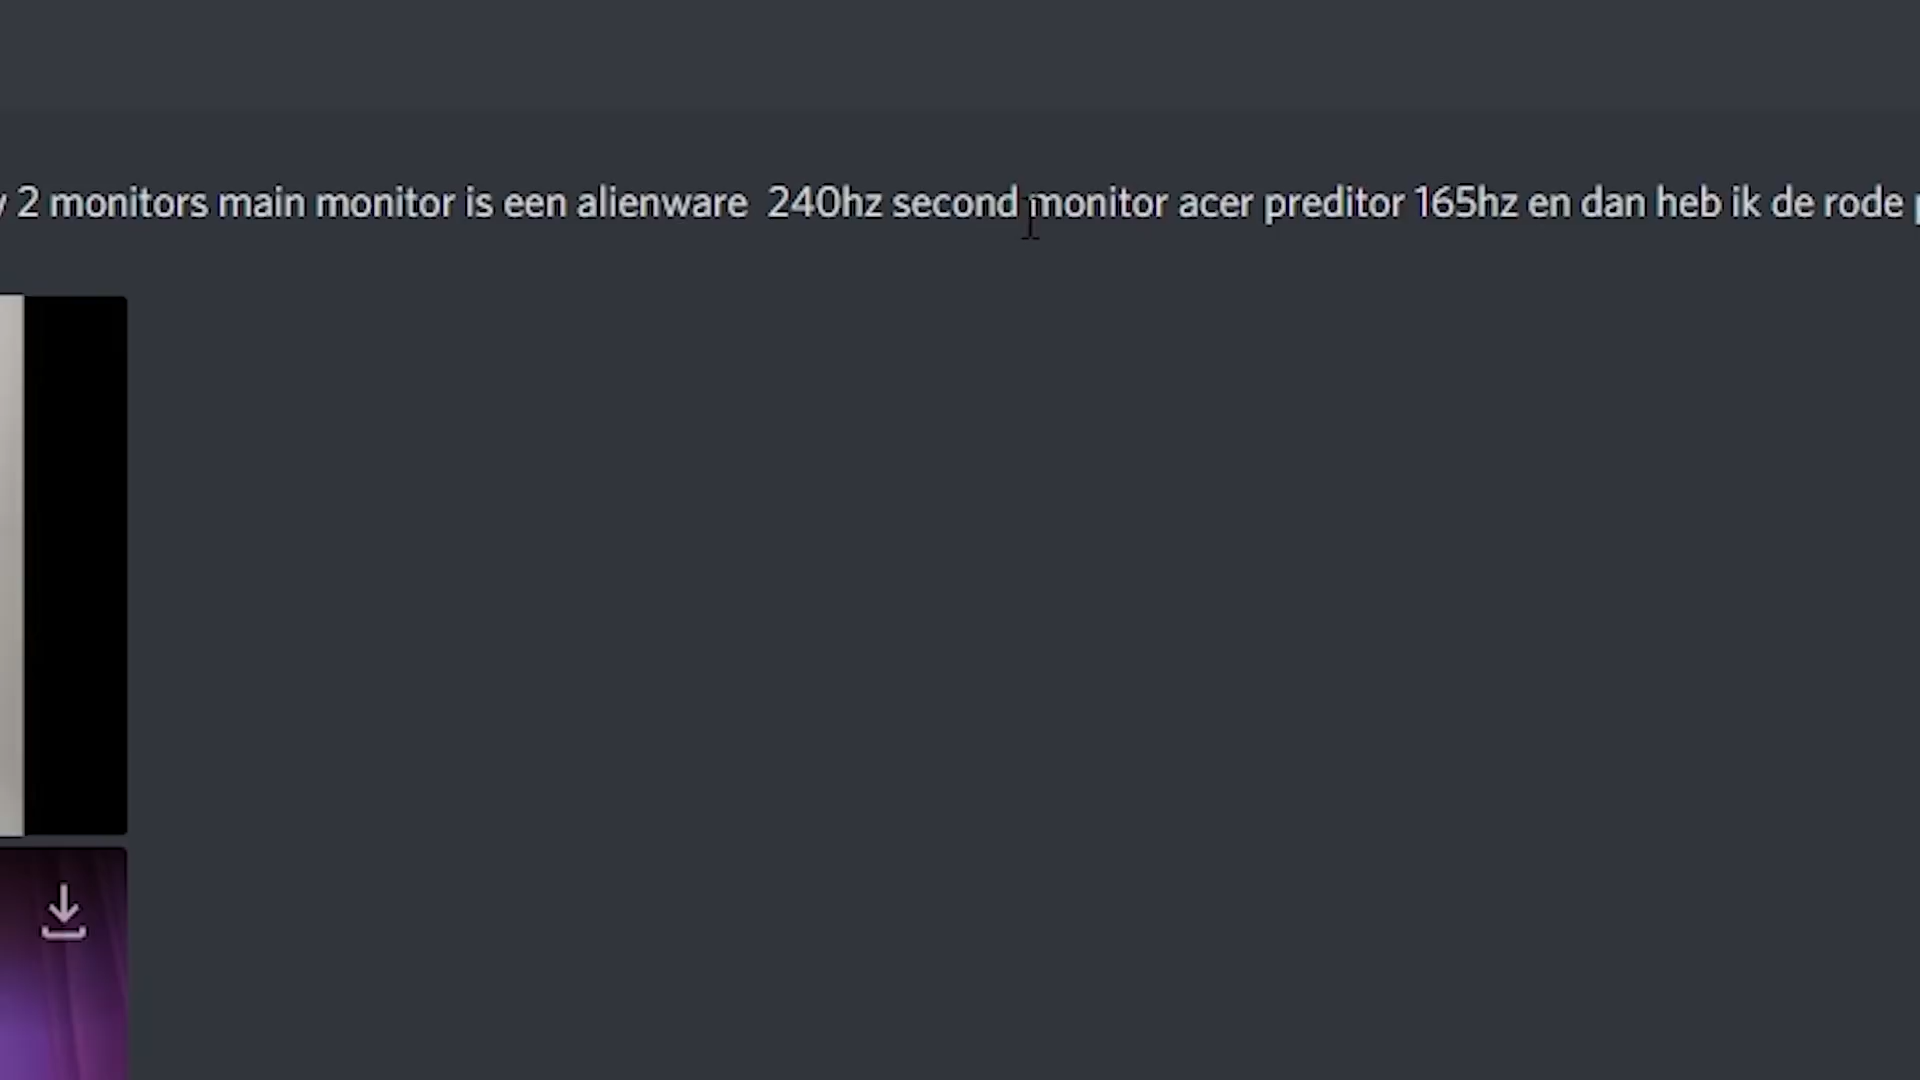 2 monitors main monitor is een alienware 240hz second monitor acer preditor 165hz en dan heb ik de rode